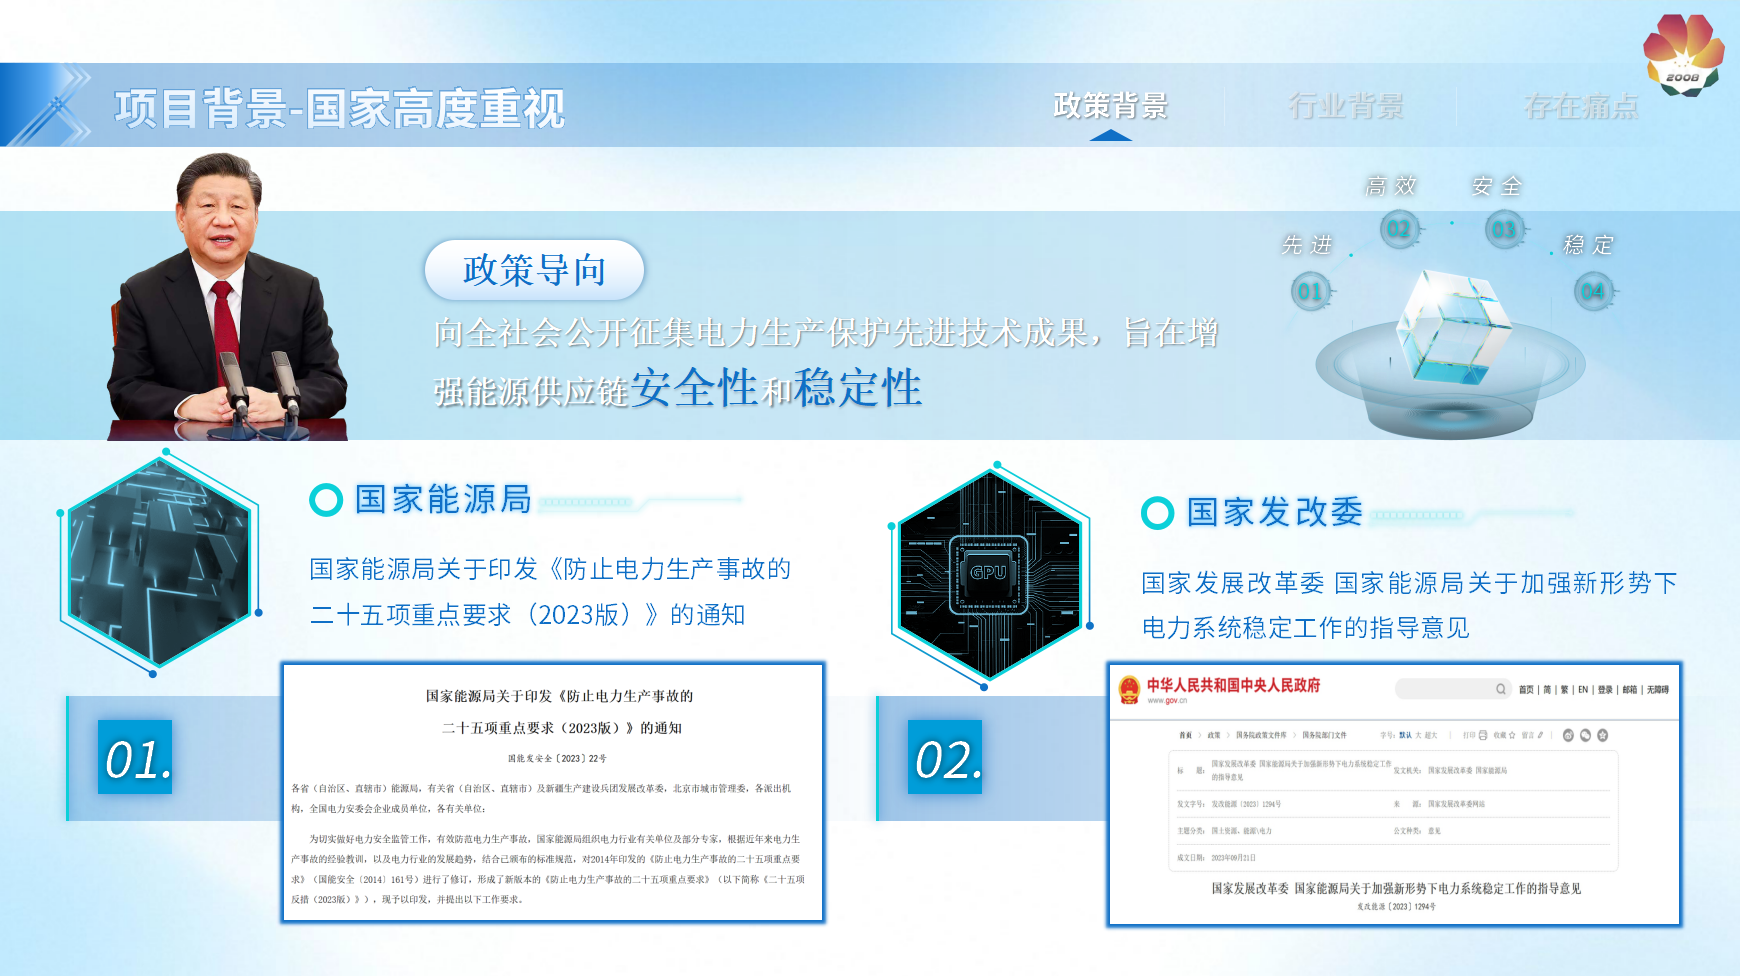 2008
项目背景-国家高度重视
政策背景
行业背景
存在痛点
高效
安全
先进
稳定
02
03
01
04
政策导向
向全社会公开征集电力生产保护先进技术成果，旨在增
强能源供应链安全性和稳定性
国家能源局
国家能源局关于印发《防止电力生产事故的
二十五项重点要求（2023版）》的通知
01.
国家能源局关于印发《防止电力生产事故的
二十五项重点要求（2023版）》的通知
国能发安全〔2023〕22号
各省（自治区、直辖市）能源局，有关省（自治区、直辖市）及新疆生产建设兵团发展改革委，北京市城市管理委，各派出机
构，全国电力安委会企业成员单位，各有关单位:
为切实做好电力安全监管工作，有效防范电力生产事故，国家能源局组织电力行业有关单位及部分专家，根据近年来电力生
产事故的经验教训，以及电力行业的发展趋势，结合已颁布的标准规范，对2014年印发的《防止电力生产事故的二十五项重点要
求》（国能安全〔2014〕161号）进行了修订，形成了新版本的《防止电力生产事故的二十五项重点要求》（以下简称《二十五项
反措（2023版）》），现予以印发，并提出以下工作要求。
GPU
国家发改委
国家发展改革委 国家能源局关于加强新形势下
电力系统稳定工作的指导意见
02.
中华人民共和国中央人民政府
www.gov.cn
首页 | 简 | 繁 | EN | 登录 | 邮箱 | 无障碍
首页 > 政策 > 国务院政策文件库 > 国务院部门文件
字号: 默认 大 超大 | 打印 收藏 留言 |
标 题: 国家发展改革委 国家能源局关于加强新形势下电力系统稳定工作
的指导意见
发文机关: 国家发展改革委 国家能源局
发文字号: 发改能源〔2023〕1294号
来 源: 国家发展改革委网站
主题分类: 国土资源、能源\电力
公文种类: 意见
成文日期: 2023年09月21日
国家发展改革委 国家能源局关于加强新形势下电力系统稳定工作的指导意见
发改能源〔2023〕1294号